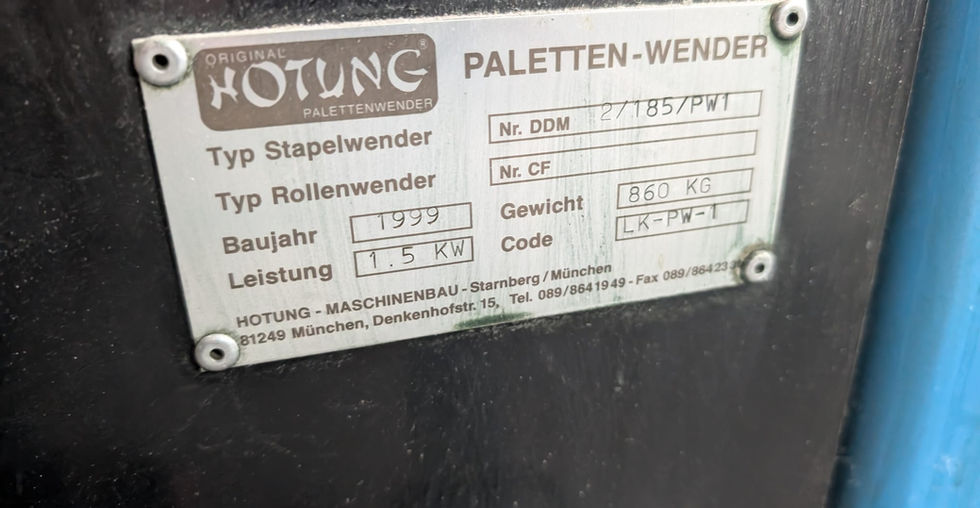 ORIGINAL
HOTUNG®
PALETTENWENDER
PALETTEN-WENDER
Typ Stapelwender
Nr. DDM 2/185/PW1
Typ Rollenwender
Nr. CF
Baujahr 1999
Gewicht 860 KG
Leistung 1.5 KW
Code LK-PW-1
HOTUNG - MASCHINENBAU - Starnberg / München
81249 München, Denkenhofstr. 15, Tel. 089/8641949 - Fax